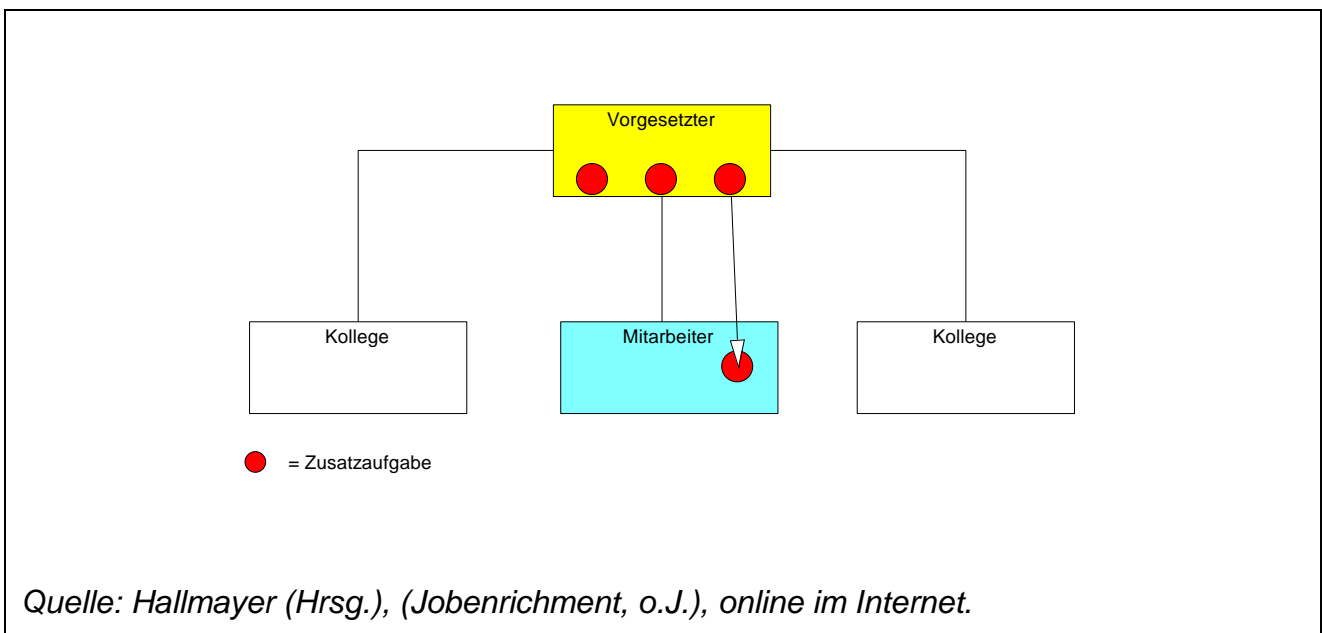 Vorgesetzter
Kollege
Mitarbeiter
Kollege
= Zusatzaufgabe
Quelle: Hallmayer (Hrsg.), (Jobenrichment, o.J.), online im Internet.